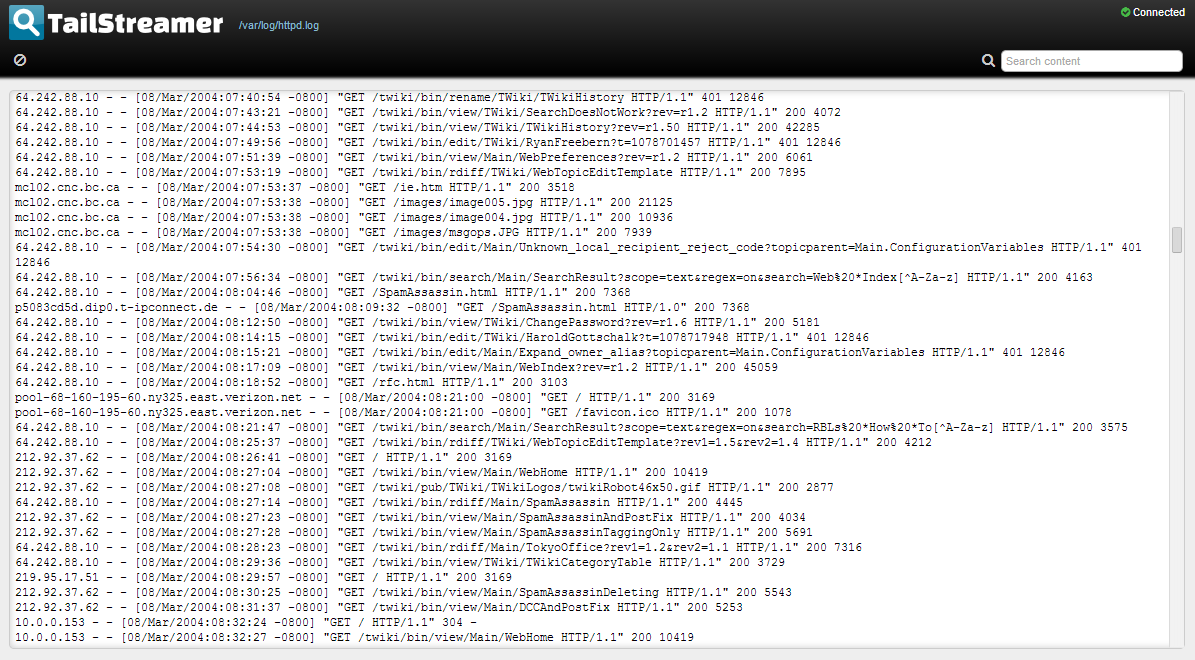 TailStreamer /var/log/httpd.log
Connected
Search content
64.242.88.10 - - [08/Mar/2004:07:40:54 -0800] "GET /twiki/bin/rename/TWiki/TWikiHistory HTTP/1.1" 401 12846
64.242.88.10 - - [08/Mar/2004:07:43:21 -0800] "GET /twiki/bin/view/TWiki/SearchDoesNotWork?rev=r1.2 HTTP/1.1" 200 4072
64.242.88.10 - - [08/Mar/2004:07:44:53 -0800] "GET /twiki/bin/view/TWiki/TWikiHistory?rev=r1.50 HTTP/1.1" 200 42285
64.242.88.10 - - [08/Mar/2004:07:49:56 -0800] "GET /twiki/bin/edit/TWiki/RyanFreebern?t=1078701457 HTTP/1.1" 401 12846
64.242.88.10 - - [08/Mar/2004:07:51:39 -0800] "GET /twiki/bin/view/Main/WebPreferences?rev=r1.2 HTTP/1.1" 200 6061
64.242.88.10 - - [08/Mar/2004:07:53:19 -0800] "GET /twiki/bin/rdiff/TWiki/WebTopicEditTemplate HTTP/1.1" 200 7895
mcl02.cnc.bc.ca - - [08/Mar/2004:07:53:37 -0800] "GET /ie.htm HTTP/1.1" 200 3518
mcl02.cnc.bc.ca - - [08/Mar/2004:07:53:38 -0800] "GET /images/image005.jpg HTTP/1.1" 200 21125
mcl02.cnc.bc.ca - - [08/Mar/2004:07:53:38 -0800] "GET /images/image004.jpg HTTP/1.1" 200 10936
mcl02.cnc.bc.ca - - [08/Mar/2004:07:53:38 -0800] "GET /images/msgops.JPG HTTP/1.1" 200 7939
64.242.88.10 - - [08/Mar/2004:07:54:30 -0800] "GET /twiki/bin/edit/Main/Unknown_local_recipient_reject_code?topicparent=Main.ConfigurationVariables HTTP/1.1" 401
12846
64.242.88.10 - - [08/Mar/2004:07:56:34 -0800] "GET /twiki/bin/search/Main/SearchResult?scope=text&regex=on&search=Web%20*Index[^A-Za-z] HTTP/1.1" 200 4163
64.242.88.10 - - [08/Mar/2004:08:04:46 -0800] "GET /SpamAssassin.html HTTP/1.1" 200 7368
p5083cd5d.dip0.t-ipconnect.de - - [08/Mar/2004:08:09:32 -0800] "GET /SpamAssassin.html HTTP/1.0" 200 7368
64.242.88.10 - - [08/Mar/2004:08:12:50 -0800] "GET /twiki/bin/view/TWiki/ChangePassword?rev=r1.6 HTTP/1.1" 200 5181
64.242.88.10 - - [08/Mar/2004:08:14:15 -0800] "GET /twiki/bin/edit/TWiki/HaroldGottschalk?t=1078717948 HTTP/1.1" 401 12846
64.242.88.10 - - [08/Mar/2004:08:15:21 -0800] "GET /twiki/bin/edit/Main/Expand_owner_alias?topicparent=Main.ConfigurationVariables HTTP/1.1" 401 12846
64.242.88.10 - - [08/Mar/2004:08:17:09 -0800] "GET /twiki/bin/view/Main/WebIndex?rev=r1.2 HTTP/1.1" 200 45059
64.242.88.10 - - [08/Mar/2004:08:18:52 -0800] "GET /rfc.html HTTP/1.1" 200 3103
pool-68-160-195-60.ny325.east.verizon.net - - [08/Mar/2004:08:21:00 -0800] "GET / HTTP/1.1" 200 3169
pool-68-160-195-60.ny325.east.verizon.net - - [08/Mar/2004:08:21:00 -0800] "GET /favicon.ico HTTP/1.1" 200 1078
64.242.88.10 - - [08/Mar/2004:08:21:47 -0800] "GET /twiki/bin/search/Main/SearchResult?scope=text&regex=on&search=RBLs%20*How%20*To[^A-Za-z] HTTP/1.1" 200 3575
64.242.88.10 - - [08/Mar/2004:08:25:37 -0800] "GET /twiki/bin/rdiff/TWiki/WebTopicEditTemplate?rev1=1.5&rev2=1.4 HTTP/1.1" 200 4212
212.92.37.62 - - [08/Mar/2004:08:26:41 -0800] "GET / HTTP/1.1" 200 3169
212.92.37.62 - - [08/Mar/2004:08:27:04 -0800] "GET /twiki/bin/view/Main/WebHome HTTP/1.1" 200 10419
212.92.37.62 - - [08/Mar/2004:08:27:08 -0800] "GET /twiki/pub/TWiki/TWikiLogos/twikiRobot46x50.gif HTTP/1.1" 200 2877
64.242.88.10 - - [08/Mar/2004:08:27:14 -0800] "GET /twiki/bin/rdiff/Main/SpamAssassin HTTP/1.1" 200 4445
212.92.37.62 - - [08/Mar/2004:08:27:23 -0800] "GET /twiki/bin/view/Main/SpamAssassinAndPostFix HTTP/1.1" 200 4034
212.92.37.62 - - [08/Mar/2004:08:27:28 -0800] "GET /twiki/bin/view/Main/SpamAssassinTaggingOnly HTTP/1.1" 200 5691
64.242.88.10 - - [08/Mar/2004:08:28:23 -0800] "GET /twiki/bin/rdiff/Main/TokyoOffice?rev1=1.2&rev2=1.1 HTTP/1.1" 200 7316
64.242.88.10 - - [08/Mar/2004:08:29:36 -0800] "GET /twiki/bin/view/TWiki/TWikiCategoryTable HTTP/1.1" 200 3729
219.95.17.51 - - [08/Mar/2004:08:29:57 -0800] "GET / HTTP/1.1" 200 3169
212.92.37.62 - - [08/Mar/2004:08:30:25 -0800] "GET /twiki/bin/view/Main/SpamAssassinDeleting HTTP/1.1" 200 5543
212.92.37.62 - - [08/Mar/2004:08:31:37 -0800] "GET /twiki/bin/view/Main/DCCAndPostFix HTTP/1.1" 200 5253
10.0.0.153 - - [08/Mar/2004:08:32:24 -0800] "GET / HTTP/1.1" 304 -
10.0.0.153 - - [08/Mar/2004:08:32:27 -0800] "GET /twiki/bin/view/Main/WebHome HTTP/1.1" 200 10419